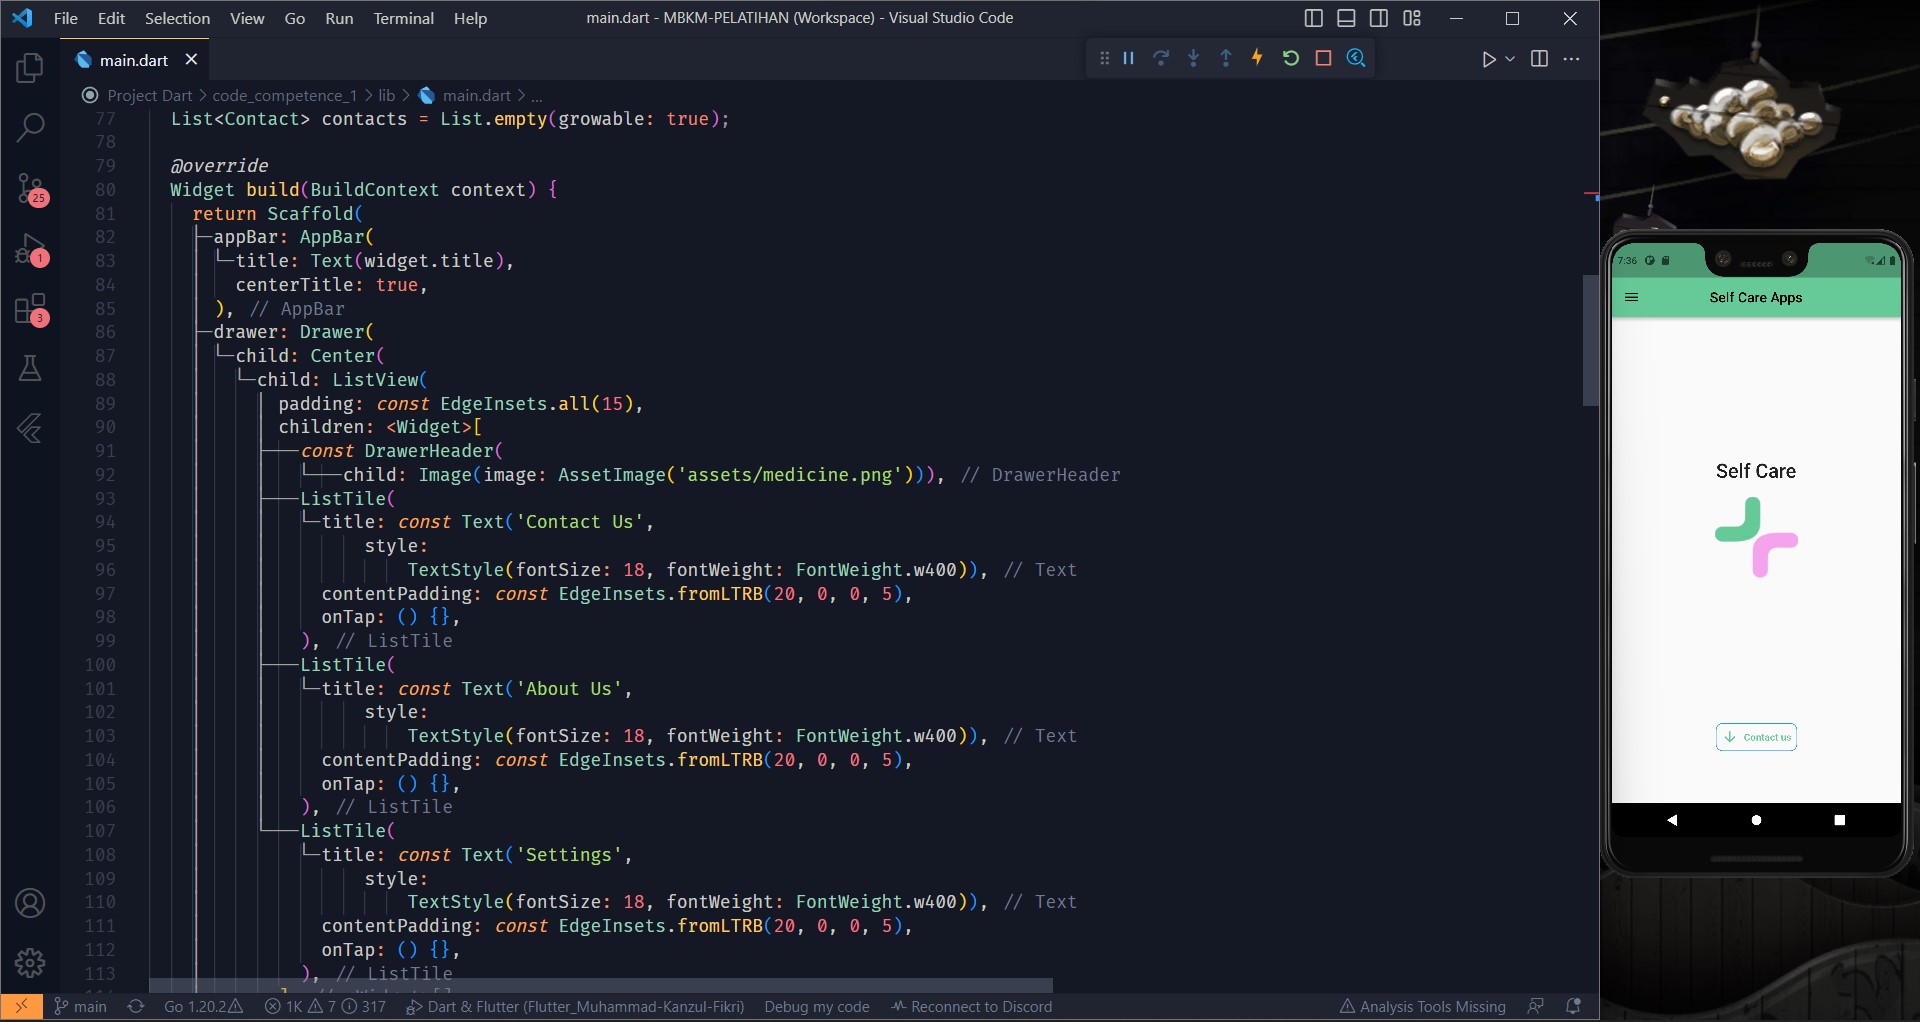 File Edit Selection View Go Run Terminal Help
main.dart - MBKM-PELATIHAN (Workspace) - Visual Studio Code
main.dart
Project Dart > code_competence_1 > lib > main.dart > ...
77 List<Contact> contacts = List.empty(growable: true);
78
79 @override
80 Widget build(BuildContext context) {
81 return Scaffold(
82 appBar: AppBar(
83 title: Text(widget.title),
84 centerTitle: true,
85 ), // AppBar
86 drawer: Drawer(
87 child: Center(
88 child: ListView(
89 padding: const EdgeInsets.all(15),
90 children: <Widget>[
91 const DrawerHeader(
92 child: Image(image: AssetImage('assets/medicine.png'))), // DrawerHeader
93 ListTile(
94 title: const Text('Contact Us',
95 style:
96 TextStyle(fontSize: 18, fontWeight: FontWeight.w400)), // Text
97 contentPadding: const EdgeInsets.fromLTRB(20, 0, 0, 5),
98 onTap: () {},
99 ), // ListTile
100 ListTile(
101 title: const Text('About Us',
102 style:
103 TextStyle(fontSize: 18, fontWeight: FontWeight.w400)), // Text
104 contentPadding: const EdgeInsets.fromLTRB(20, 0, 0, 5),
105 onTap: () {},
106 ), // ListTile
107 ListTile(
108 title: const Text('Settings',
109 style:
110 TextStyle(fontSize: 18, fontWeight: FontWeight.w400)), // Text
111 contentPadding: const EdgeInsets.fromLTRB(20, 0, 0, 5),
112 onTap: () {},
113 ), // ListTile
25
1
3
main
Go 1.20.2
1K 7 317
Dart & Flutter (Flutter_Muhammad-Kanzul-Fikri)
Debug my code
Reconnect to Discord
Analysis Tools Missing
7:36
Self Care Apps
Self Care
Contact us